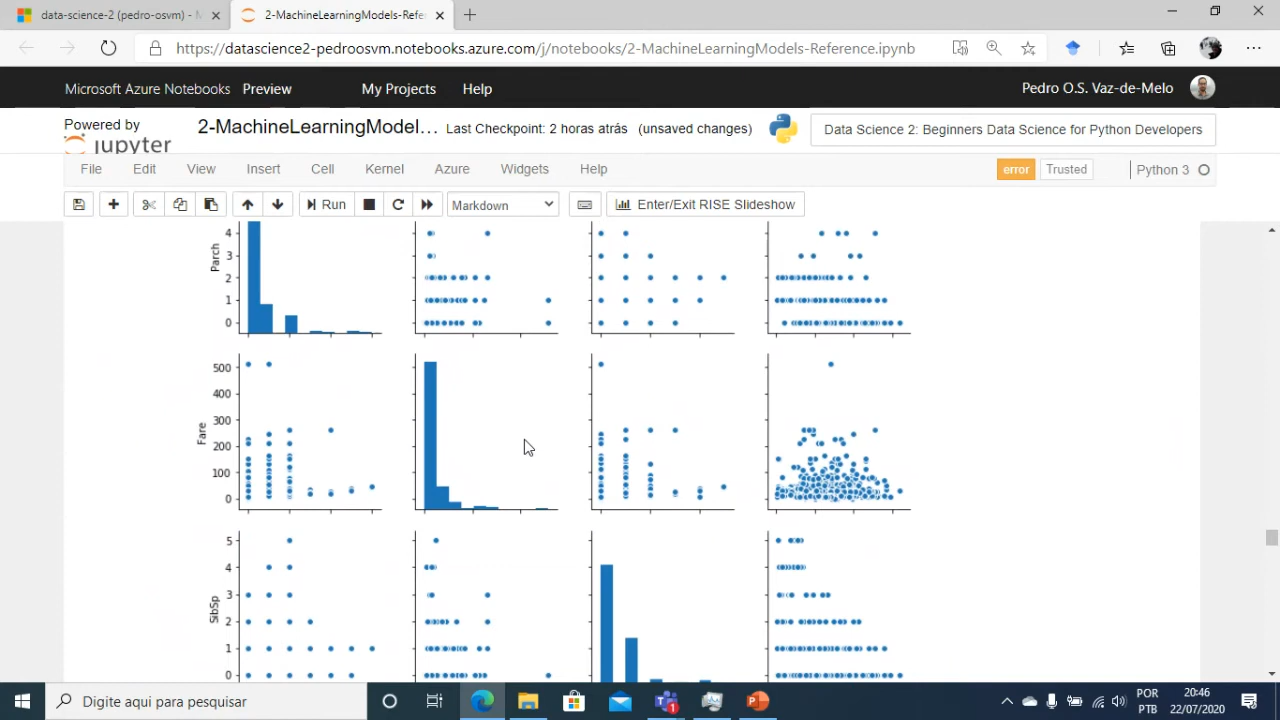 data-science-2 (pedro-osvm) - M
2-MachineLearningModels-Refere
https://datascience2-pedroosvm.notebooks.azure.com/j/notebooks/2-MachineLearningModels-Reference.ipynb
Microsoft Azure Notebooks Preview My Projects Help Pedro O.S. Vaz-de-Melo
Powered by
jupyter
2-MachineLearningModel... Last Checkpoint: 2 horas atrás (unsaved changes) Data Science 2: Beginners Data Science for Python Developers
File Edit View Insert Cell Kernel Azure Widgets Help error Trusted Python 3
Run Markdown Enter/Exit RISE Slideshow
4
3
2
1
0
Parch
500
400
300
200
100
0
Fare
5
4
3
2
1
0
SibSp
Digite aqui para pesquisar
1
POR
PTB
20:46
22/07/2020